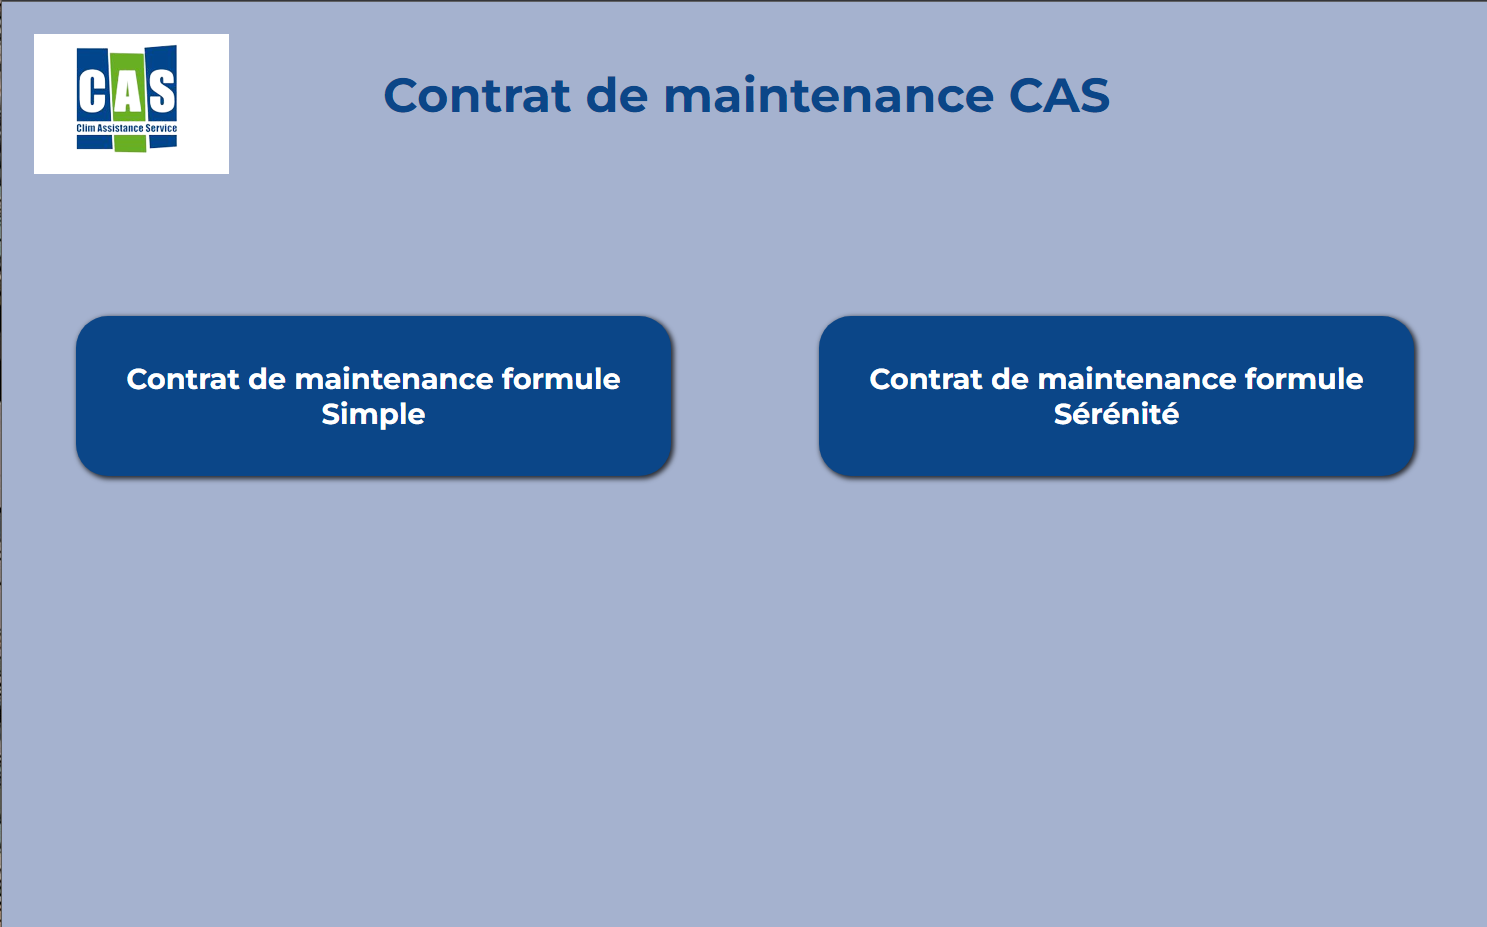 CAS
Clim Assistance Service
Contrat de maintenance CAS
Contrat de maintenance formule
Simple
Contrat de maintenance formule
Sérénité